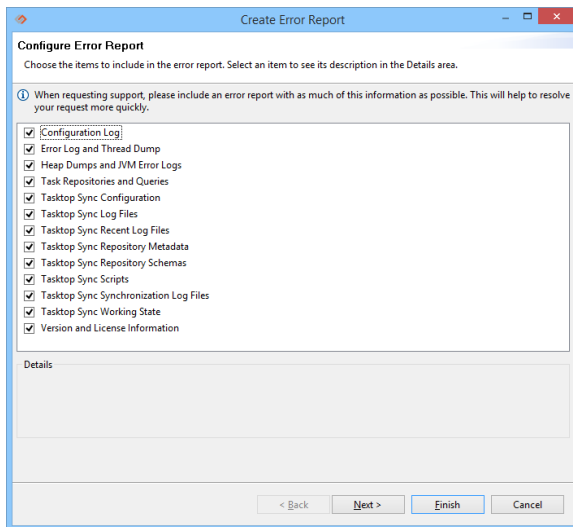 Create Error Report
Configure Error Report
Choose the items to include in the error report. Select an item to see its description in the Details area.
When requesting support, please include an error report with as much of this information as possible. This will help to resolve
your request more quickly.
Configuration Log
Error Log and Thread Dump
Heap Dumps and JVM Error Logs
Task Repositories and Queries
Tasktop Sync Configuration
Tasktop Sync Log Files
Tasktop Sync Recent Log Files
Tasktop Sync Repository Metadata
Tasktop Sync Repository Schemas
Tasktop Sync Scripts
Tasktop Sync Synchronization Log Files
Tasktop Sync Working State
Version and License Information
Details
< Back Next > Finish Cancel